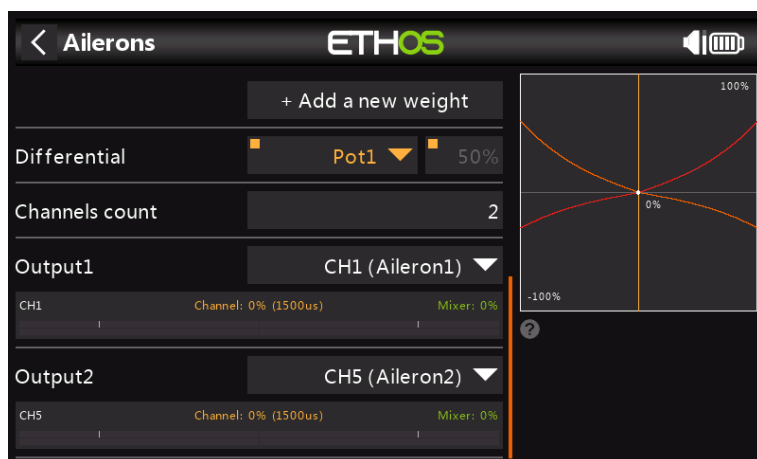 Ailerons
ETHOS
+ Add a new weight
Differential
Pot1
50%
Channels count
2
Output1
CH1 (Aileron1)
CH1
Channel: 0% (1500us)
Mixer: 0%
Output2
CH5 (Aileron2)
CH5
Channel: 0% (1500us)
Mixer: 0%
100%
0%
-100%
?